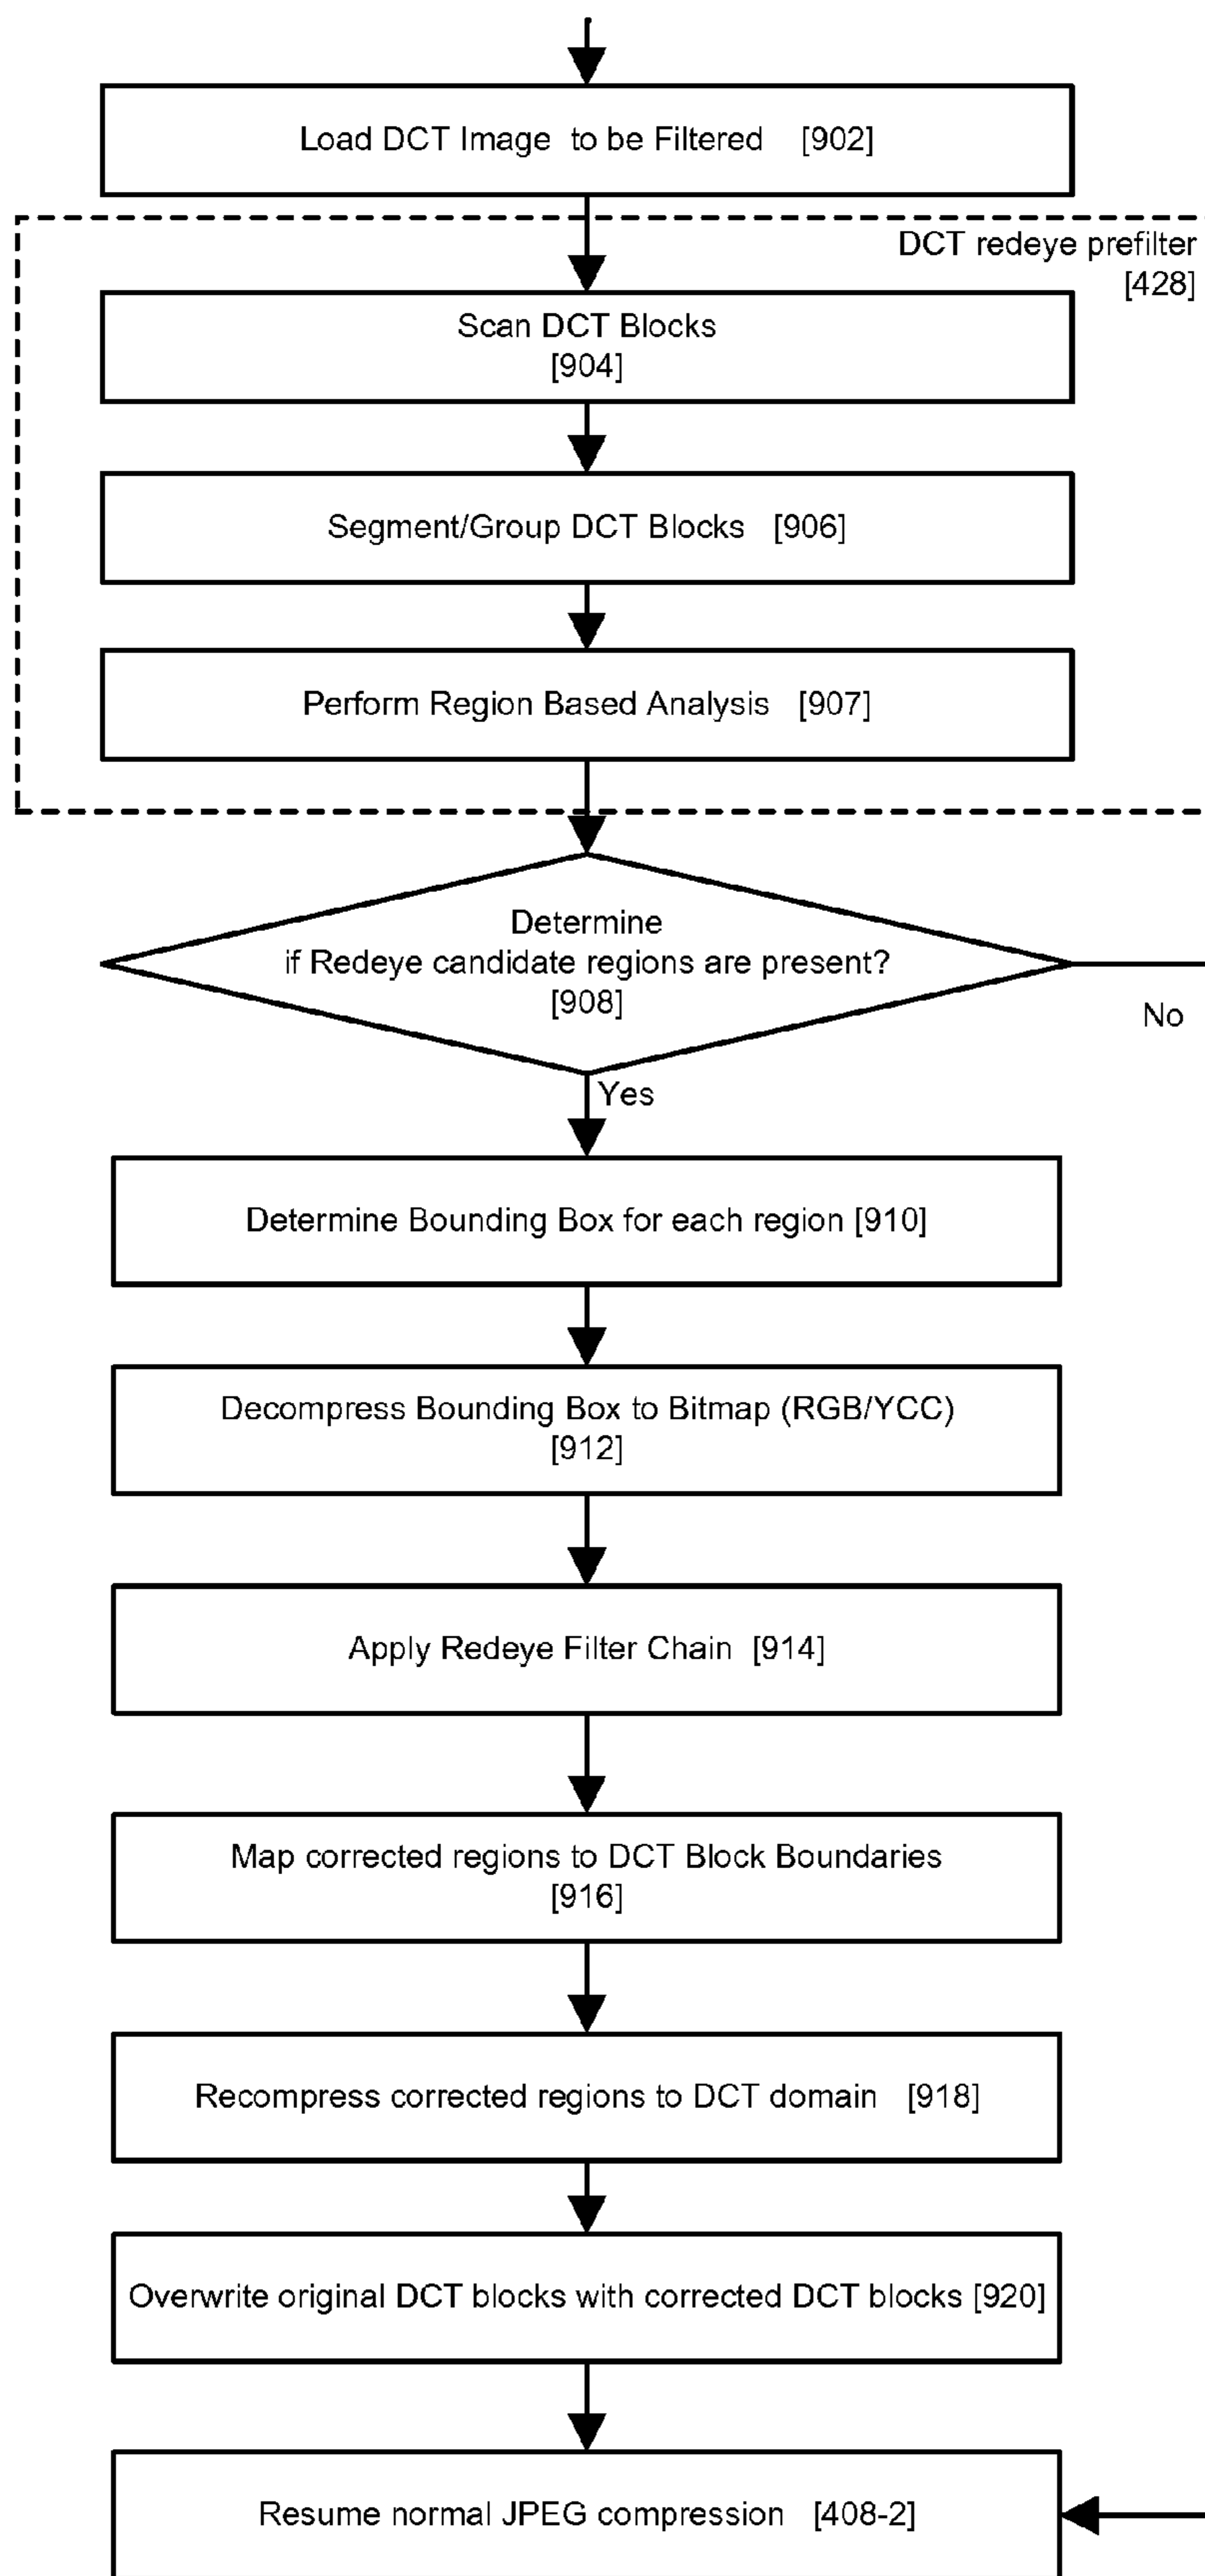 Load DCT Image to be Filtered [902]
DCT redeye prefilter
[428]
Scan DCT Blocks
[904]
Segment/Group DCT Blocks [906]
Perform Region Based Analysis [907]
Determine
if Redeye candidate regions are present?
[908]
No
Yes
Determine Bounding Box for each region [910]
Decompress Bounding Box to Bitmap (RGB/YCC)
[912]
Apply Redeye Filter Chain [914]
Map corrected regions to DCT Block Boundaries
[916]
Recompress corrected regions to DCT domain [918]
Overwrite original DCT blocks with corrected DCT blocks [920]
Resume normal JPEG compression [408-2]